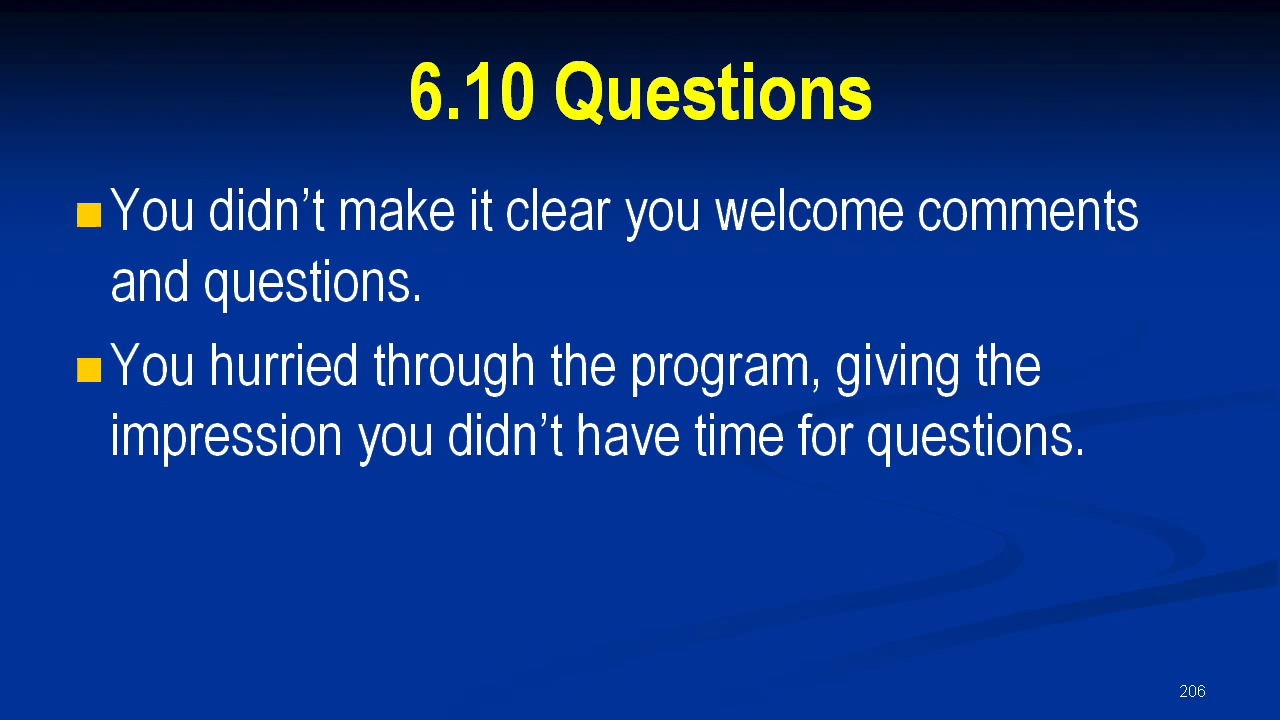 6.10 Questions
You didn’t make it clear you welcome comments
and questions.
You hurried through the program, giving the
impression you didn’t have time for questions.
206